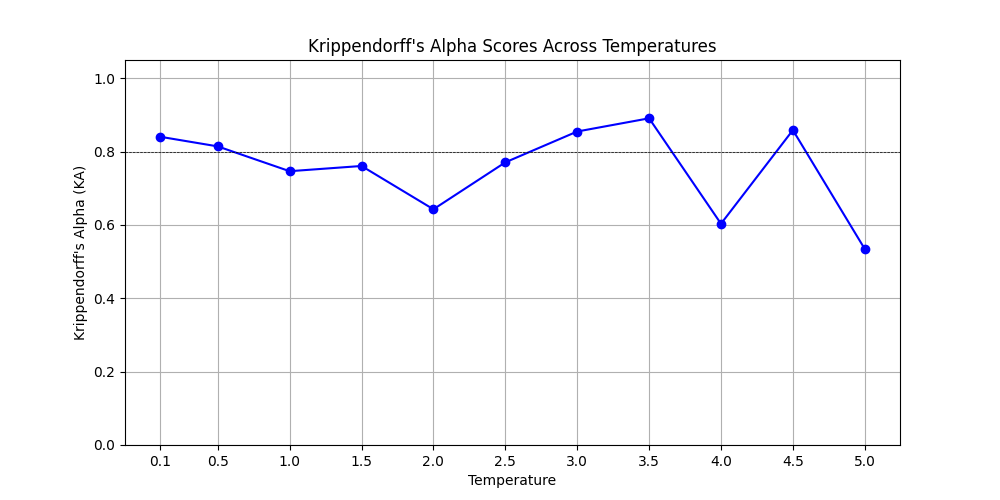 Krippendorff's Alpha Scores Across Temperatures
Krippendorff's Alpha (KA)
1.0
0.8
0.6
0.4
0.2
0.0
0.1 0.5 1.0 1.5 2.0 2.5 3.0 3.5 4.0 4.5 5.0
Temperature